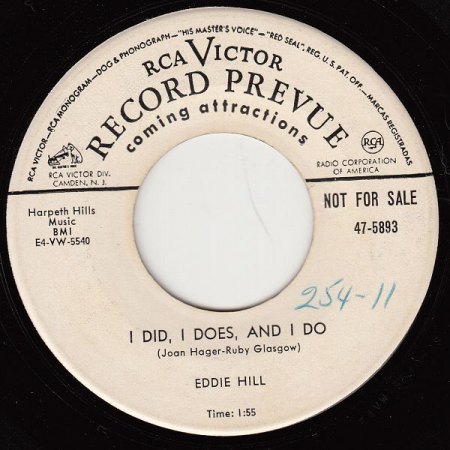 RCA VICTOR-RCA MONOGRAM-DOG & PHONOGRAPH-"HIS MASTER'S VOICE"-"RED SEAL", REG. U.S. PAT. OFF.-MARCAS REGISTRADAS
RCA VICTOR
RECORD PREVUE
coming attractions
RCA VICTOR DIV.
CAMDEN, N. J.
RCA
RADIO CORPORATION
OF AMERICA
Harpeth Hills
Music
BMI
E4-VW-5540
NOT FOR SALE
47-5893
254-11
I DID, I DOES, AND I DO
(Joan Hager-Ruby Glasgow)
EDDIE HILL
Time: 1:55